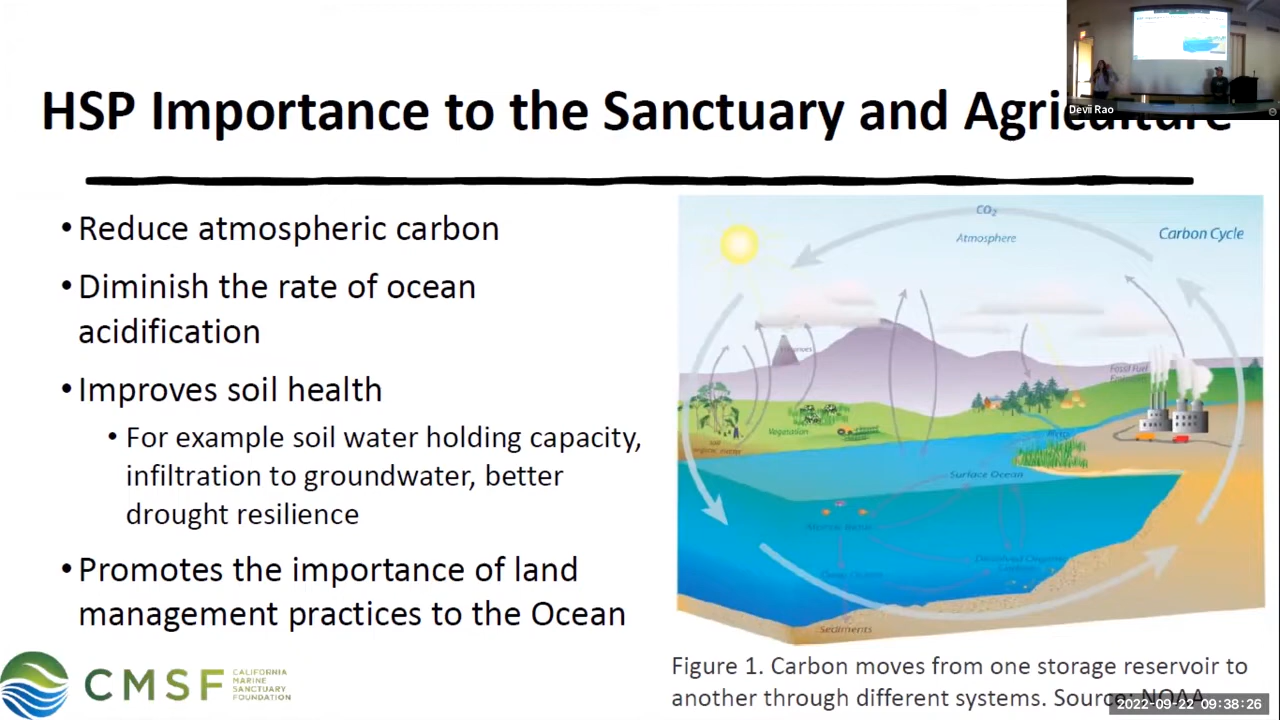 HSP Importance to the Sanctuary and Agriculture
Devii Rao
• Reduce atmospheric carbon
• Diminish the rate of ocean
acidification
• Improves soil health
• For example soil water holding capacity,
infiltration to groundwater, better
drought resilience
• Promotes the importance of land
management practices to the Ocean
CMSF
CALIFORNIA
MARINE
SANCTUARY
FOUNDATION
CO₂
Atmosphere
Carbon Cycle
Fossil Fuel
Vegetation
Surface Ocean
Sediments
Figure 1. Carbon moves from one storage reservoir to
another through different systems. Source: NOAA
2022-09-22 09:38:26